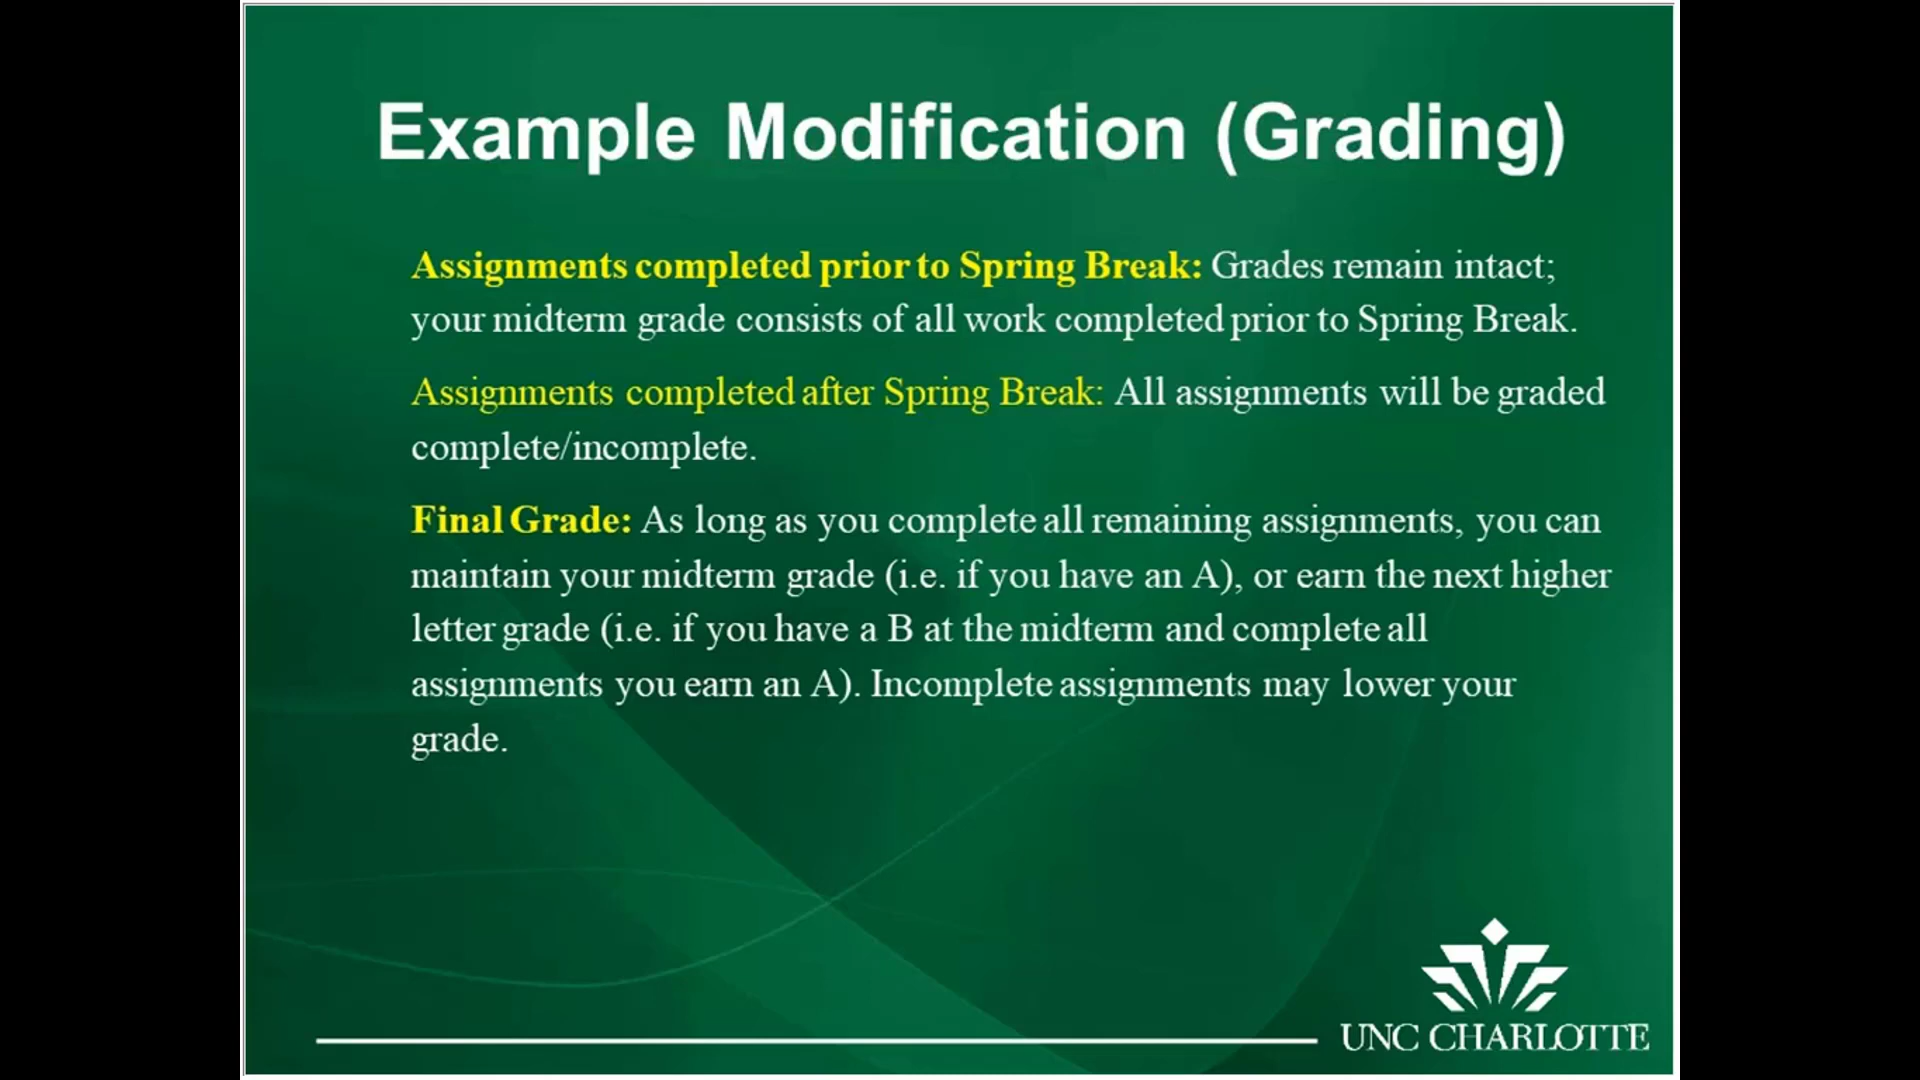 Example Modification (Grading)
Assignments completed prior to Spring Break: Grades remain intact;
your midterm grade consists of all work completed prior to Spring Break.
Assignments completed after Spring Break: All assignments will be graded
complete/incomplete.
Final Grade: As long as you complete all remaining assignments, you can
maintain your midterm grade (i.e. if you have an A), or earn the next higher
letter grade (i.e. if you have a B at the midterm and complete all
assignments you earn an A). Incomplete assignments may lower your
grade.
UNC CHARLOTTE